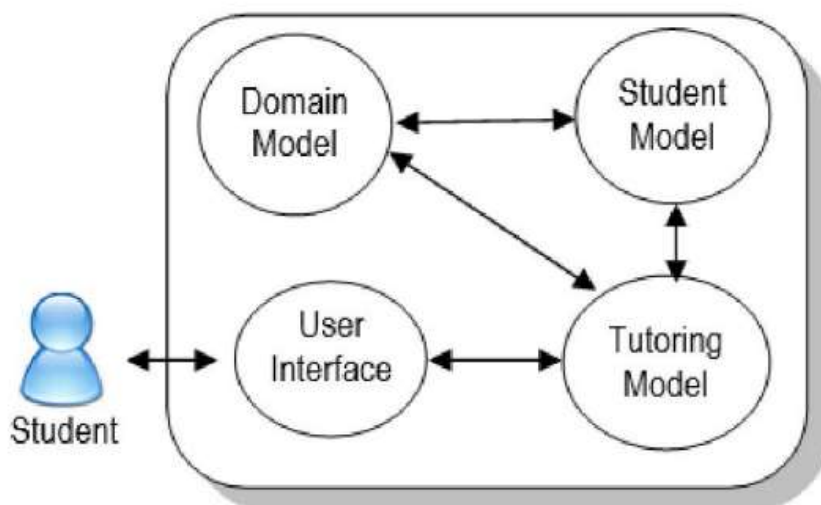 Domain
Model
Student
Model
User
Interface
Tutoring
Model
Student